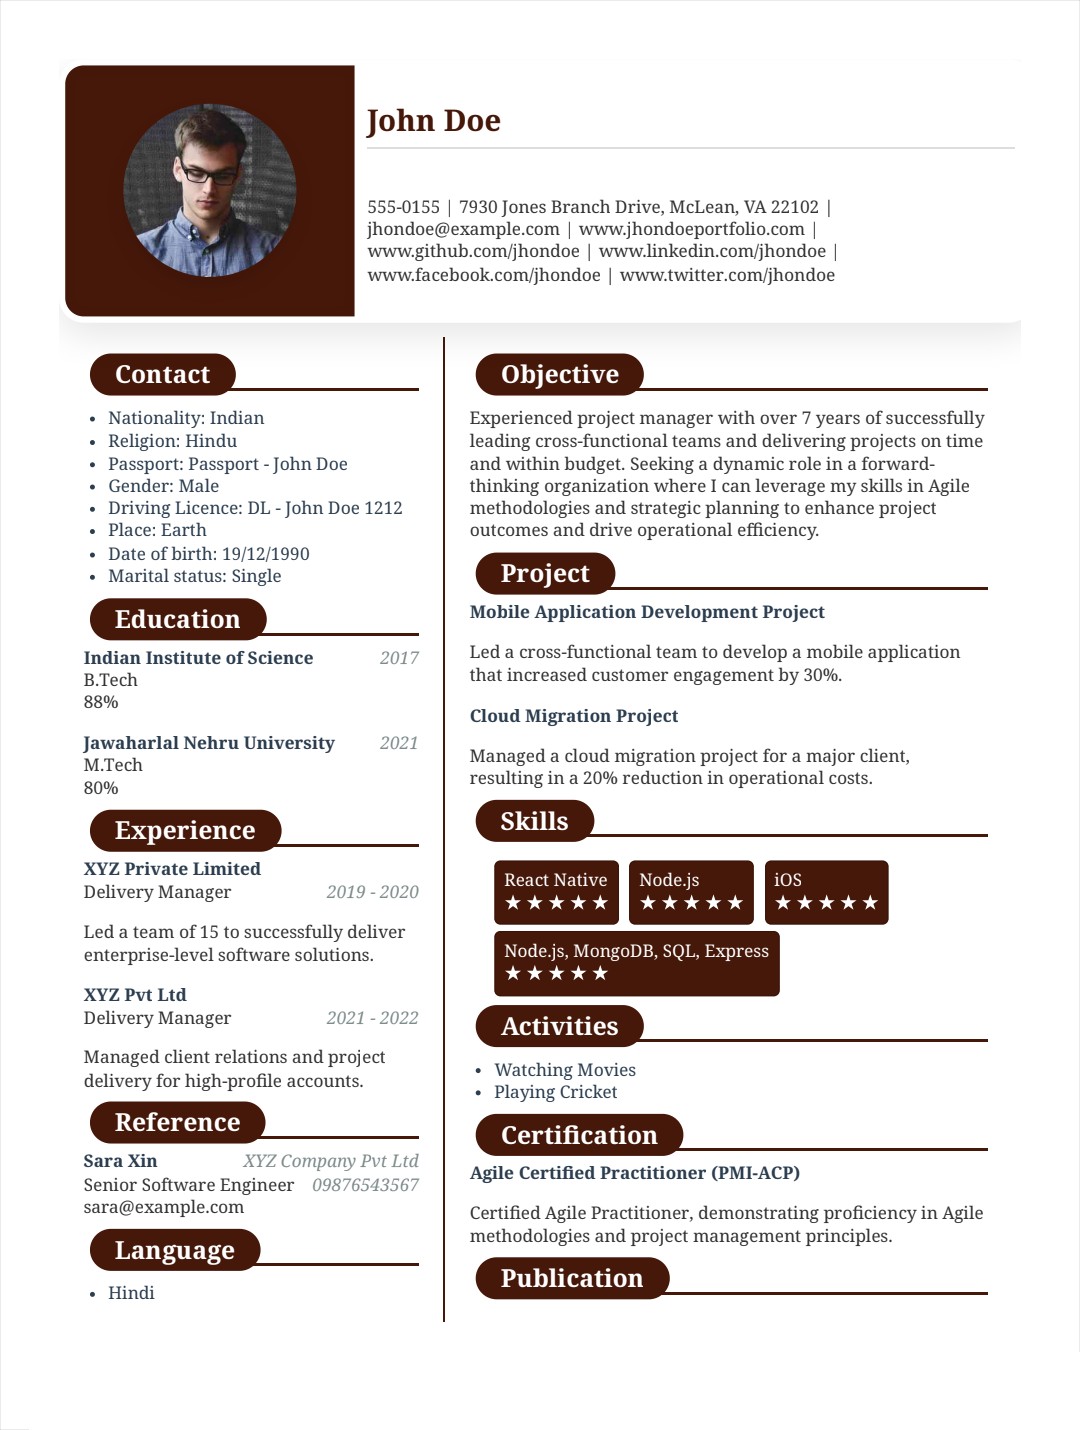 John Doe
555-0155 | 7930 Jones Branch Drive, McLean, VA 22102 |
jhondoe@example.com | www.jhondoeportfolio.com |
www.github.com/jhondoe | www.linkedin.com/jhondoe |
www.facebook.com/jhondoe | www.twitter.com/jhondoe
Contact
• Nationality: Indian
• Religion: Hindu
• Passport: Passport - John Doe
• Gender: Male
• Driving Licence: DL - John Doe 1212
• Place: Earth
• Date of birth: 19/12/1990
• Marital status: Single
Education
Indian Institute of Science 2017
B.Tech
88%
Jawaharlal Nehru University 2021
M.Tech
80%
Experience
XYZ Private Limited
Delivery Manager 2019 - 2020
Led a team of 15 to successfully deliver
enterprise-level software solutions.
XYZ Pvt Ltd
Delivery Manager 2021 - 2022
Managed client relations and project
delivery for high-profile accounts.
Reference
Sara Xin XYZ Company Pvt Ltd
Senior Software Engineer 09876543567
sara@example.com
Language
• Hindi
Objective
Experienced project manager with over 7 years of successfully
leading cross-functional teams and delivering projects on time
and within budget. Seeking a dynamic role in a forward-
thinking organization where I can leverage my skills in Agile
methodologies and strategic planning to enhance project
outcomes and drive operational efficiency.
Project
Mobile Application Development Project
Led a cross-functional team to develop a mobile application
that increased customer engagement by 30%.
Cloud Migration Project
Managed a cloud migration project for a major client,
resulting in a 20% reduction in operational costs.
Skills
React Native Node.js iOS
★★★★★ ★★★★★ ★★★★★
Node.js, MongoDB, SQL, Express
★★★★★
Activities
• Watching Movies
• Playing Cricket
Certification
Agile Certified Practitioner (PMI-ACP)
Certified Agile Practitioner, demonstrating proficiency in Agile
methodologies and project management principles.
Publication